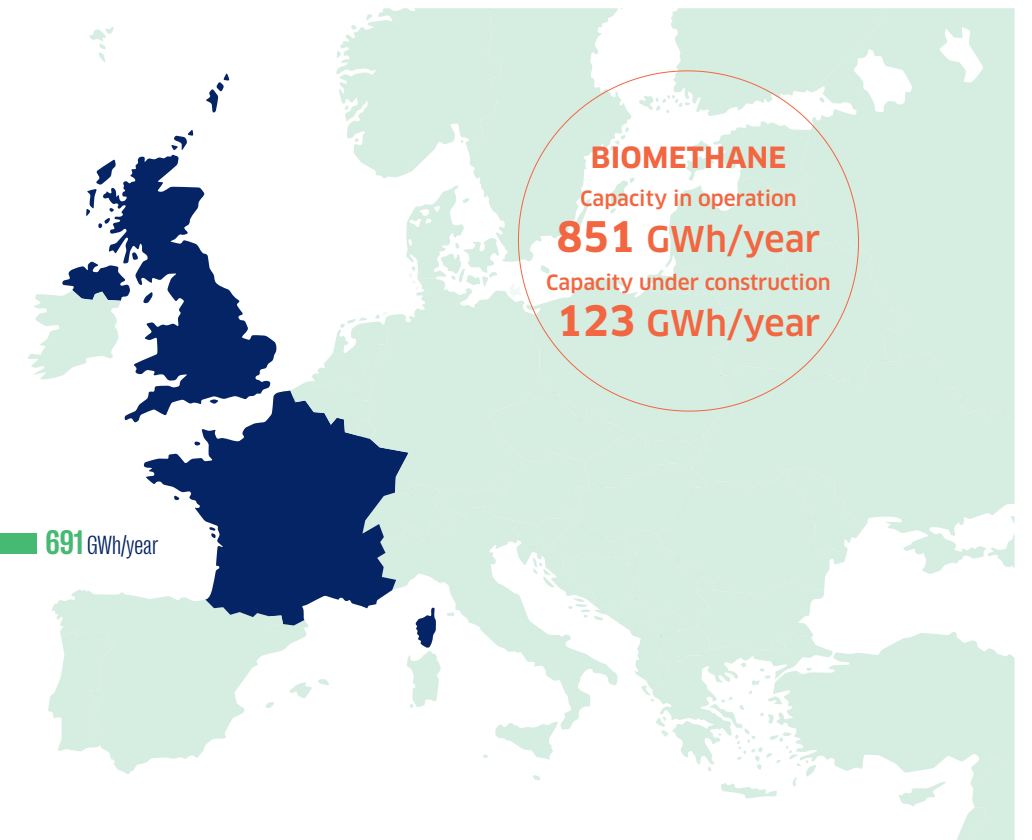 BIOMETHANE
Capacity in operation
851 GWh/year
Capacity under construction
123 GWh/year
691 GWh/year